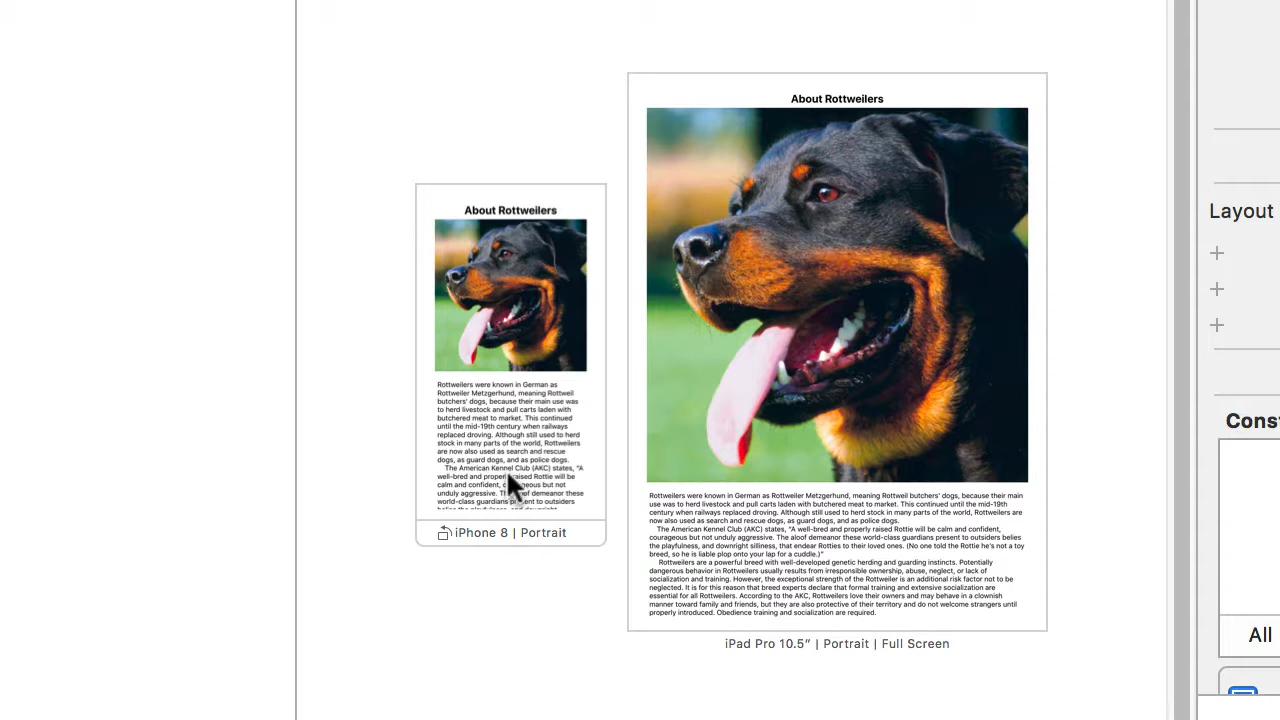 About Rottweilers
Rottweilers were known in German as
Rottweiler Metzgerhund, meaning Rottweil
butchers' dogs, because their main use was
to herd livestock and pull carts laden with
butchered meat to market. This continued
until the mid-19th century when railways
replaced droving. Although still used to herd
stock in many parts of the world, Rottweilers
are now also used as search and rescue
dogs, as guard dogs, and as police dogs.
The American Kennel Club (AKC) states, "A
well-bred and properly raised Rottie will be
calm and confident, but not
unduly aggressive. demeanor these
world-class guardians to outsiders
iPhone 8 | Portrait
About Rottweilers
Rottweilers were known in German as Rottweiler Metzgerhund, meaning Rottweil butchers' dogs, because their main
use was to herd livestock and pull carts laden with butchered meat to market. This continued until the mid-19th
century when railways replaced droving. Although still used to herd stock in many parts of the world, Rottweilers are
now also used as search and rescue dogs, as guard dogs, and as police dogs.
The American Kennel Club (AKC) states, "A well-bred and properly raised Rottie will be calm and confident,
courageous but not unduly aggressive. The aloof demeanor these world-class guardians present to outsiders belies
the playfulness, and downright silliness, that endear Rotties to their loved ones. (No one told the Rottie he's not a toy
breed, so he is liable plop onto your lap for a cuddle.)"
Rottweilers are a powerful breed with well-developed genetic herding and guarding instincts. Potentially
dangerous behavior in Rottweilers usually results from irresponsible ownership, abuse, neglect, or lack of
socialization and training. However, the exceptional strength of the Rottweiler is an additional risk factor not to be
neglected. It is for this reason that breed experts declare that formal training and extensive socialization are
essential for all Rottweilers. According to the AKC, Rottweilers love their owners and may behave in a clownish
manner toward family and friends, but they are also protective of their territory and do not welcome strangers until
properly introduced. Obedience training and socialization are required.
iPad Pro 10.5" | Portrait | Full Screen
Layout
Const
All